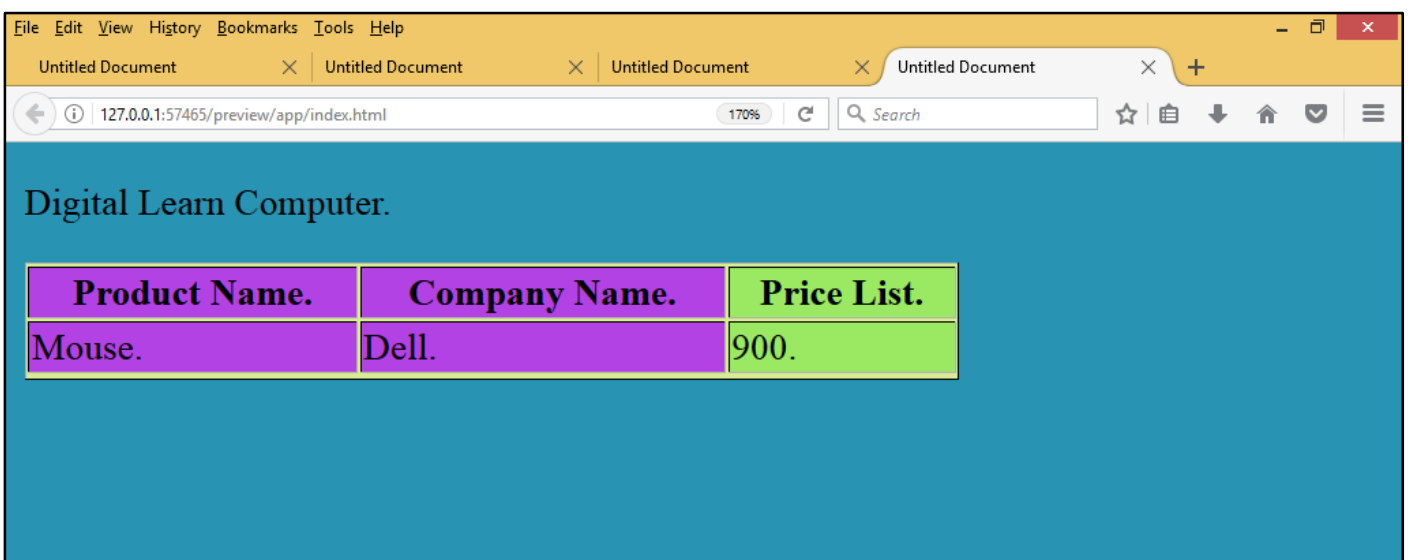 File Edit View History Bookmarks Tools Help
Untitled Document Untitled Document Untitled Document Untitled Document
127.0.0.1:57465/preview/app/index.html 170% Search
Digital Learn Computer.
Product Name. Company Name. Price List.
Mouse. Dell. 900.